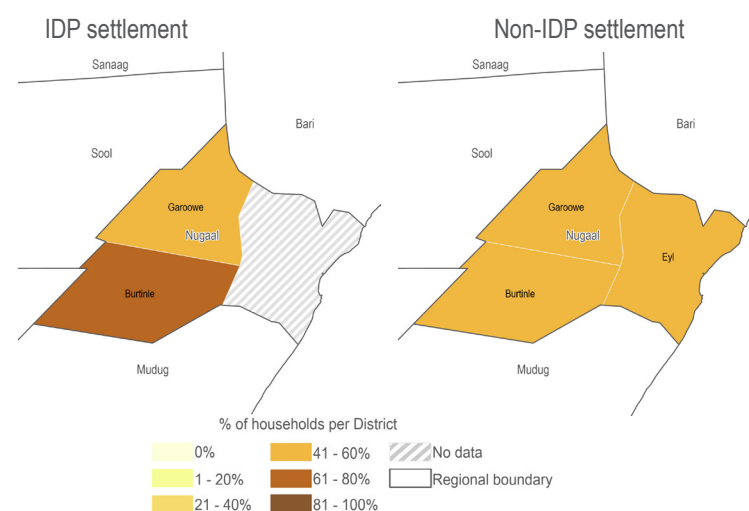 IDP settlement
Sanaag
Bari
Sool
Garoowe
Nugaal
Burtinle
Mudug
Non-IDP settlement
Sanaag
Bari
Sool
Garoowe
Nugaal
Eyl
Burtinle
Mudug
% of households per District
0%
1 - 20%
21 - 40%
41 - 60%
61 - 80%
81 - 100%
No data
Regional boundary